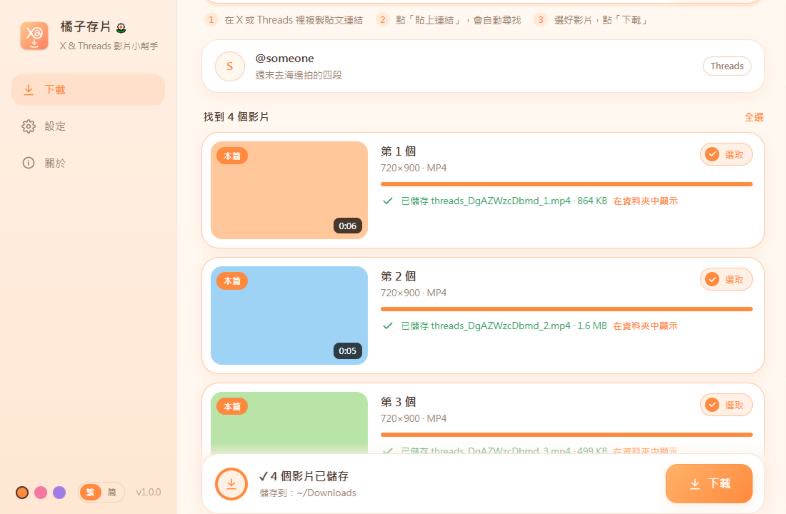 橘子存片
X & Threads 影片小幫手
下載
設定
關於
繁 简
v1.0.0
1 在 X 或 Threads 裡複製貼文連結 2 點「貼上連結」，會自動尋找 3 選好影片，點「下載」
S
@someone
週末去海邊拍的四段
Threads
找到 4 個影片
全選
本篇
0:06
第 1 個
720×900 · MP4
選取
已儲存 threads_DgAZWzcDbmd_1.mp4 · 864 KB 在資料夾中顯示
本篇
0:05
第 2 個
720×900 · MP4
選取
已儲存 threads_DgAZWzcDbmd_2.mp4 · 1.6 MB 在資料夾中顯示
本篇
第 3 個
720×900 · MP4
選取
已儲存 threads_DgAZWzcDbmd_3.mp4 · 499 KB 在資料夾中顯示
✓ 4 個影片已儲存
儲存到：~/Downloads
下載